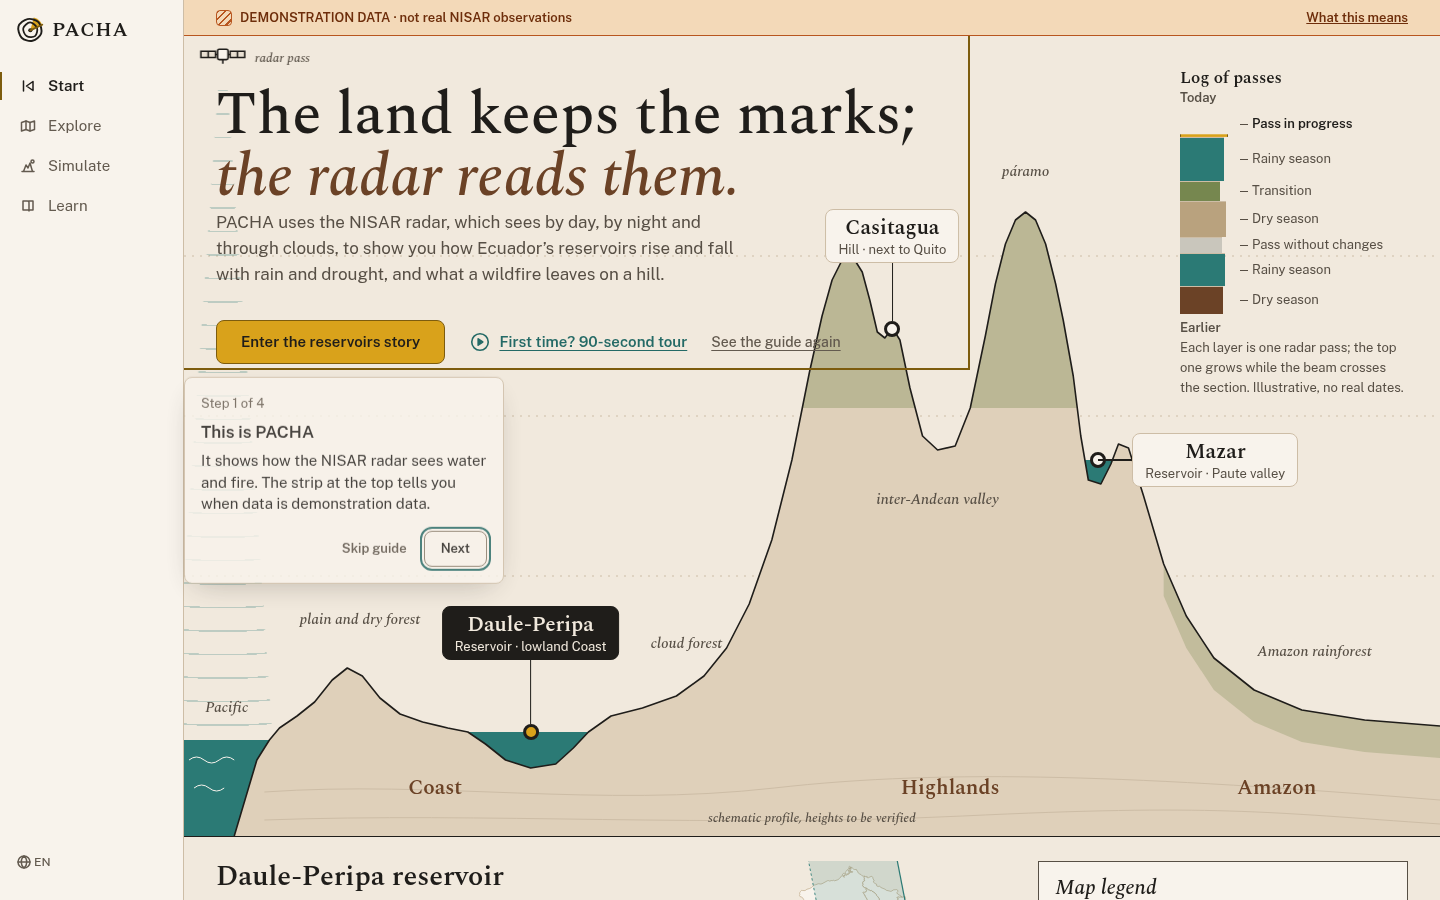 PACHA
Start
Explore
Simulate
Learn
EN
DEMONSTRATION DATA · not real NISAR observations
What this means
radar pass
The land keeps the marks;
the radar reads them.
PACHA uses the NISAR radar, which sees by day, by night and
through clouds, to show you how Ecuador’s reservoirs rise and fall
with rain and drought, and what a wildfire leaves on a hill.
Enter the reservoirs story
First time? 90-second tour
See the guide again
Step 1 of 4
This is PACHA
It shows how the NISAR radar sees water
and fire. The strip at the top tells you
when data is demonstration data.
Skip guide
Next
Casitagua
Hill · next to Quito
páramo
Log of passes
Today
– Pass in progress
– Rainy season
– Transition
– Dry season
– Pass without changes
– Rainy season
– Dry season
Earlier
Each layer is one radar pass; the top
one grows while the beam crosses
the section. Illustrative, no real dates.
Mazar
Reservoir · Paute valley
inter-Andean valley
plain and dry forest
Daule-Peripa
Reservoir · lowland Coast
cloud forest
Amazon rainforest
Pacific
Coast
Highlands
Amazon
schematic profile, heights to be verified
Daule-Peripa reservoir
Map legend